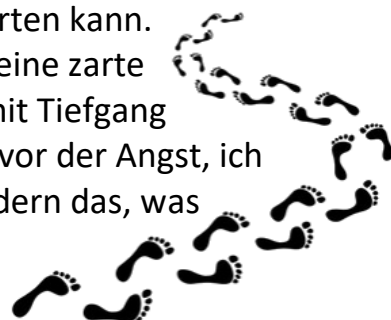 rten kann.
eine zarte
nit Tiefgang
vor der Angst, ich
dern das, was